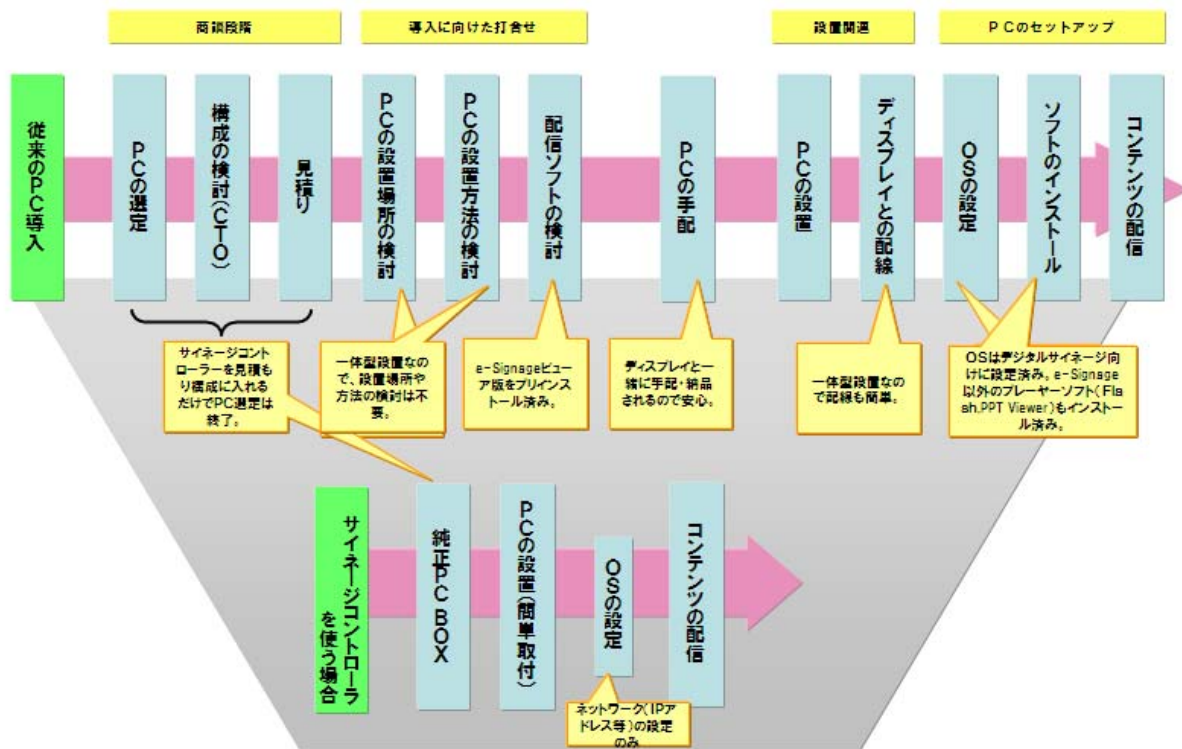 商談段階
導入に向けた打合せ
設置関連
ＰＣのセットアップ
従来のPC導入
PCの選定
構成の検討(CTO)
見積り
PCの設置場所の検討
PCの設置方法の検討
配信ソフトの検討
PCの手配
PCの設置
ディスプレイとの配線
OSの設定
ソフトのインストール
コンテンツの配信
サイネージコント
ローラーを見積も
り構成に入れる
だけでPC選定は
終了。
一体型設置なの
で、設置場所や
方法の検討は不
要。
e-Signageビュー
ア版をプリインス
トール済み。
ディスプレイと一
緒に手配・納品
されるので安心。
一体型設置なの
で配線も簡単。
OSはデジタルサイネージ向
けに設定済み。e-Signage
以外のプレーヤーソフト(Fla
sh,PPT Viewer)もインストー
ル済み。
サイネージコントローラ
を使う場合
純正PC BOX
PCの設置(簡単取付)
OSの設定
コンテンツの配信
ネットワーク(IPア
ドレス等)の設定
のみ